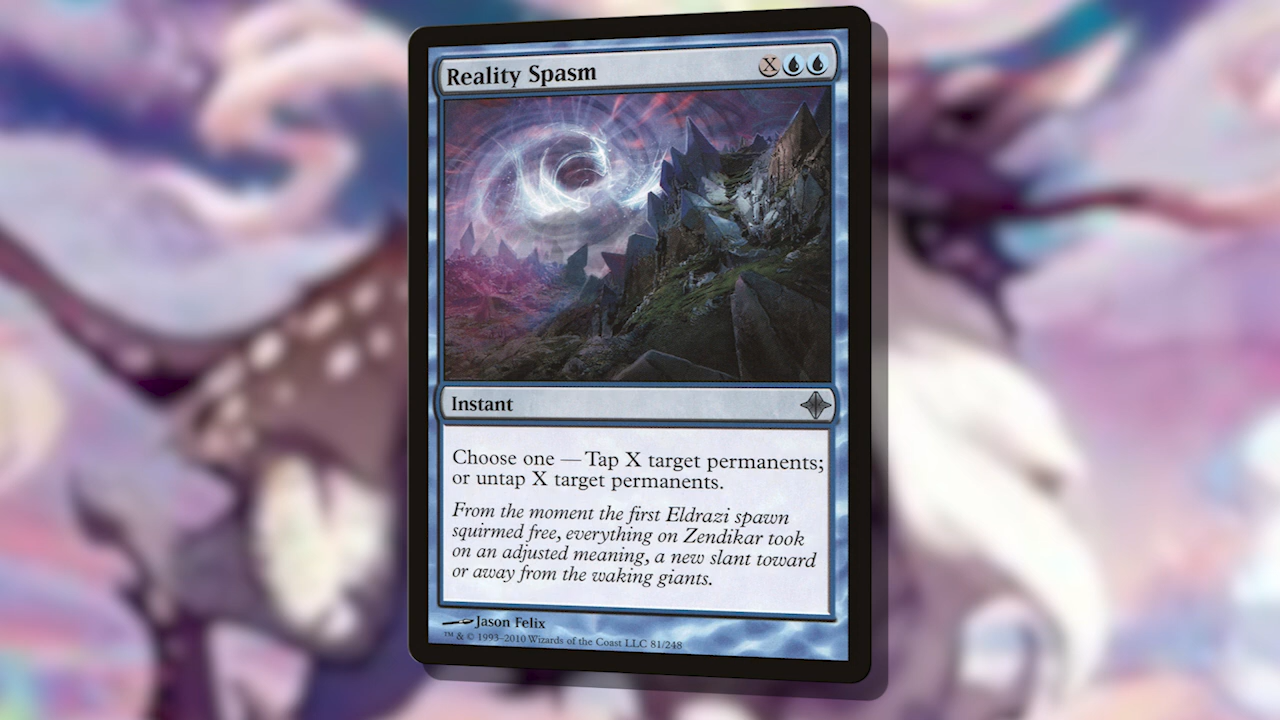 Reality Spasm X
Instant
Choose one — Tap X target permanents;
or untap X target permanents.
From the moment the first Eldrazi spawn
squirmed free, everything on Zendikar took
on an adjusted meaning, a new slant toward
or away from the waking giants.
Jason Felix
™ & © 1993–2010 Wizards of the Coast LLC 81/248